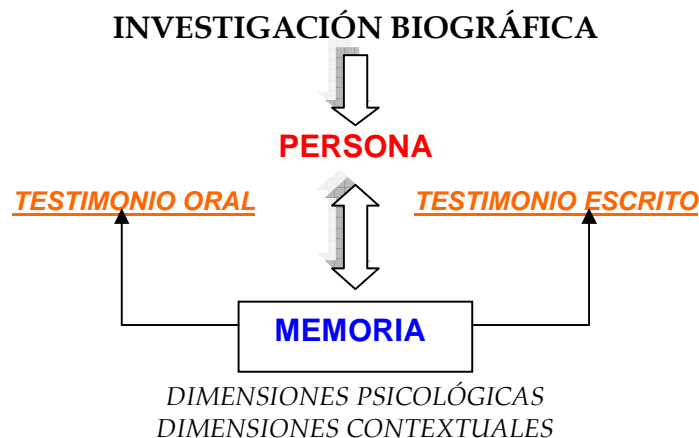 INVESTIGACIÓN BIOGRÁFICA
PERSONA
TESTIMONIO ORAL
TESTIMONIO ESCRITO
MEMORIA
DIMENSIONES PSICOLÓGICAS
DIMENSIONES CONTEXTUALES